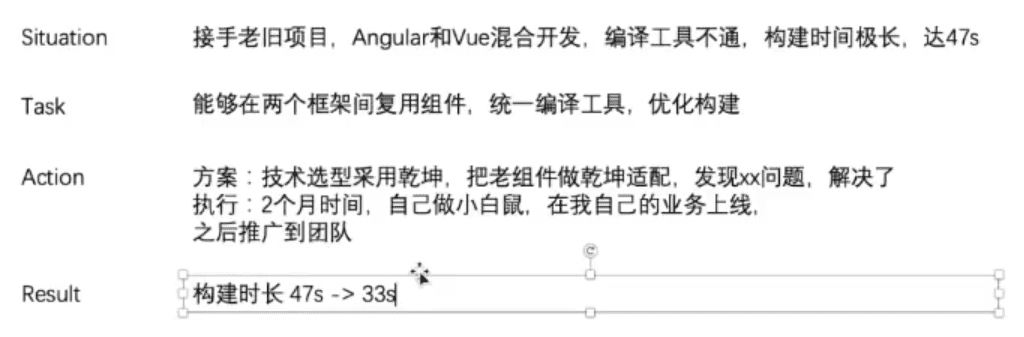 Situation 接手老旧项目，Angular和Vue混合开发，编译工具不通，构建时间极长，达47s
Task 能够在两个框架间复用组件，统一编译工具，优化构建
Action 方案：技术选型采用乾坤，把老组件做乾坤适配，发现xx问题，解决了
执行：2个月时间，自己做小白鼠，在我自己的业务上线，
之后推广到团队
Result 构建时长 47s -> 33s